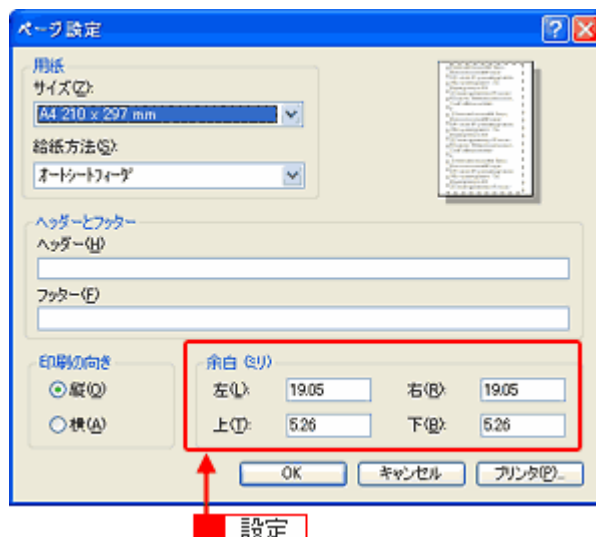 ページ設定
用紙
サイズ(Z):
A4 210 x 297 mm
給紙方法(S):
オートシートフィーダ
ヘッダーとフッター
ヘッダー(H)
フッター(F)
印刷の向き
縦(O)
横(A)
余白 (ミリ)
左(L): 19.05 右(R): 19.05
上(T): 5.26 下(B): 5.26
OK キャンセル プリンタ(P)...
設定